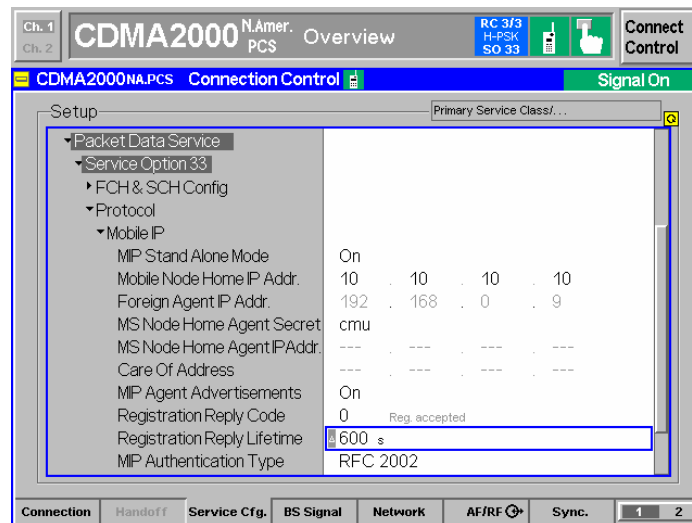 Ch. 1
Ch. 2
CDMA2000 N.Amer. PCS Overview
RC 3/3
H-PSK
SO 33
Connect Control
CDMA2000NA.PCS Connection Control
Signal On
Setup
Primary Service Class/...
Packet Data Service
Service Option 33
FCH & SCH Config
Protocol
Mobile IP
MIP Stand Alone Mode On
Mobile Node Home IP Addr. 10 . 10 . 10 . 10
Foreign Agent IP Addr. 192 . 168 . 0 . 9
MS Node Home Agent Secret cmu
MS Node Home Agent IPAddr. --- . --- . --- . ---
Care Of Address --- . --- . --- . ---
MIP Agent Advertisements On
Registration Reply Code 0 Reg. accepted
Registration Reply Lifetime 600 s
MIP Authentication Type RFC 2002
Connection Handoff Service Cfg. BS Signal Network AF/RF Sync. 1 2